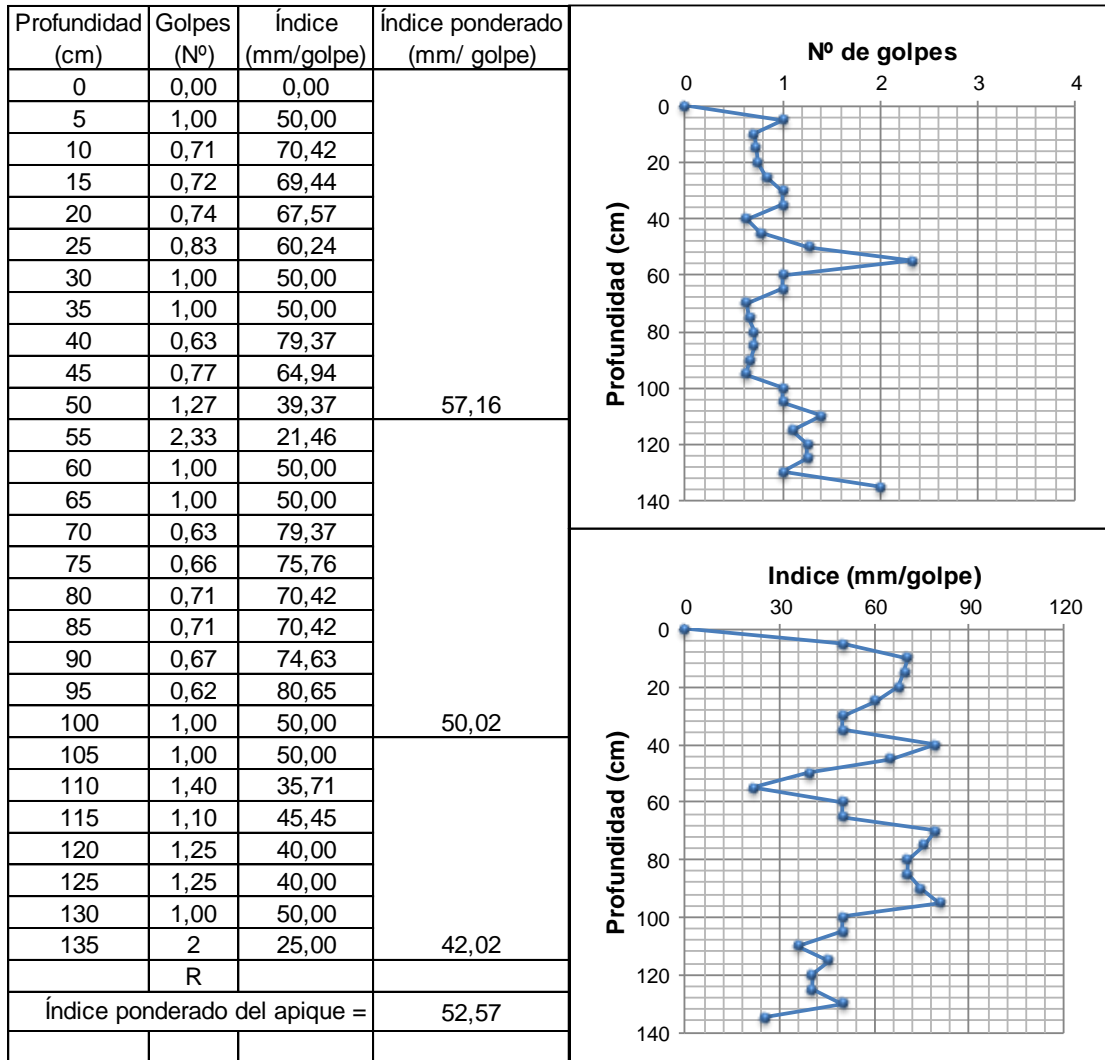 Profundidad Golpes Índice Índice ponderado
(cm) (Nº) (mm/golpe) (mm/ golpe)
0 0,00 0,00
5 1,00 50,00
10 0,71 70,42
15 0,72 69,44
20 0,74 67,57
25 0,83 60,24
30 1,00 50,00
35 1,00 50,00
40 0,63 79,37
45 0,77 64,94
50 1,27 39,37 57,16
55 2,33 21,46
60 1,00 50,00
65 1,00 50,00
70 0,63 79,37
75 0,66 75,76
80 0,71 70,42
85 0,71 70,42
90 0,67 74,63
95 0,62 80,65
100 1,00 50,00 50,02
105 1,00 50,00
110 1,40 35,71
115 1,10 45,45
120 1,25 40,00
125 1,25 40,00
130 1,00 50,00
135 2 25,00 42,02
R
Índice ponderado del apique = 52,57
Nº de golpes
0 1 2 3 4
0
20
40
60
80
100
120
140
Profundidad (cm)
Indice (mm/golpe)
0 30 60 90 120
0
20
40
60
80
100
120
140
Profundidad (cm)